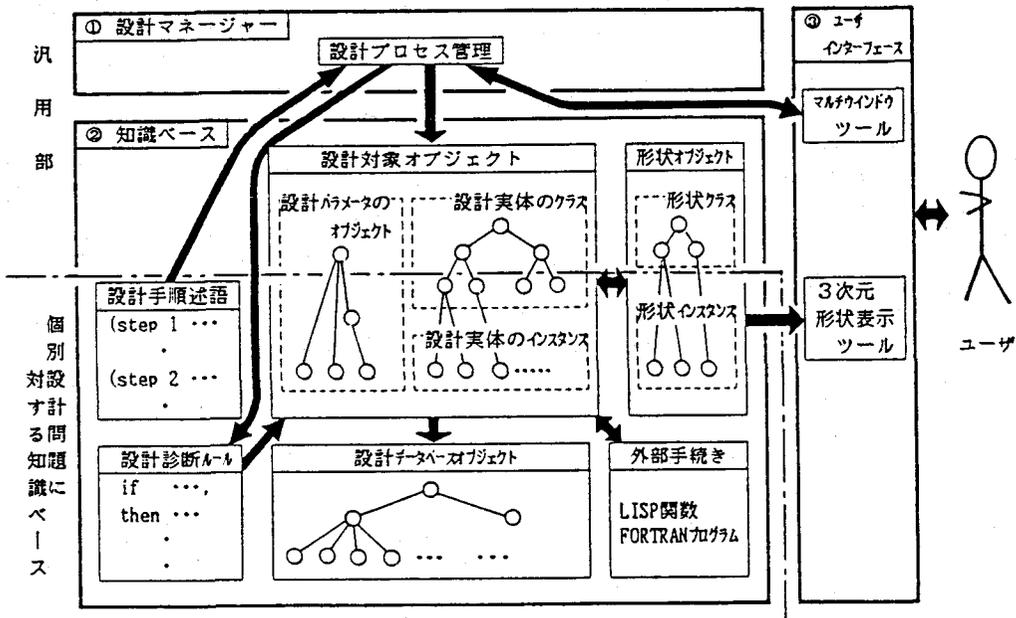 ① 設計マネージャー
設計プロセス管理
③ ユーザ
インターフェース
マルチウインドウ
ツール
汎用部
② 知識ベース
設計対象オブジェクト
形状オブジェクト
設計パラメータの
オブジェクト
設計実体のクラス
形状クラス
設計手順述語
(step 1 ・・・
・
(step 2 ・・・
・
設計実体のインスタンス
・・・・・
形状インスタンス
3次元
形状表示
ツール
ユーザ
個別設計問題に
対する知識ベース
設計診断ルール
if ・・・,
then ・・・
・
・
設計データベースオブジェクト
・・・ ・・・
外部手続き
LISP関数
FORTRANプログラム